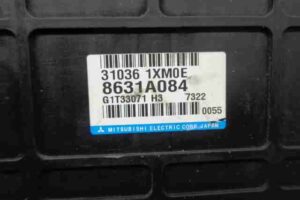 31036 1XM0E
8631A084
G1T33071 H3 7322
0055
MITSUBISHI ELECTRIC CORP. JAPAN